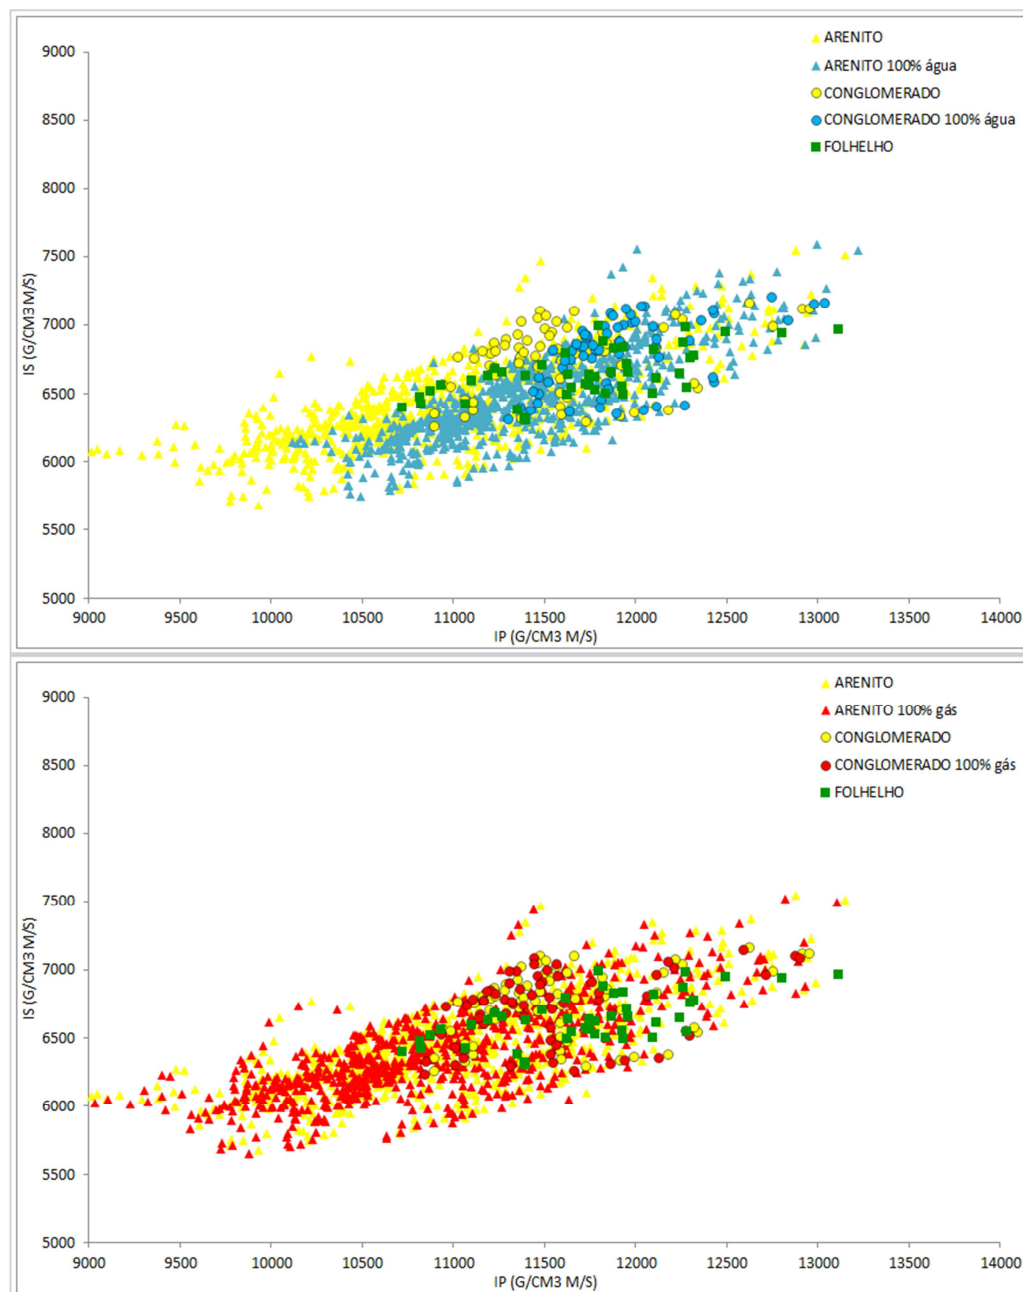 ARENITO
ARENITO 100% água
CONGLOMERADO
CONGLOMERADO 100% água
FOLHELHO
9000
8500
8000
7500
7000
6500
6000
5500
5000
IS (G/CM3 M/S)
9000 9500 10000 10500 11000 11500 12000 12500 13000 13500 14000
IP (G/CM3 M/S)
ARENITO
ARENITO 100% gás
CONGLOMERADO
CONGLOMERADO 100% gás
FOLHELHO
9000
8500
8000
7500
7000
6500
6000
5500
5000
IS (G/CM3 M/S)
9000 9500 10000 10500 11000 11500 12000 12500 13000 13500 14000
IP (G/CM3 M/S)